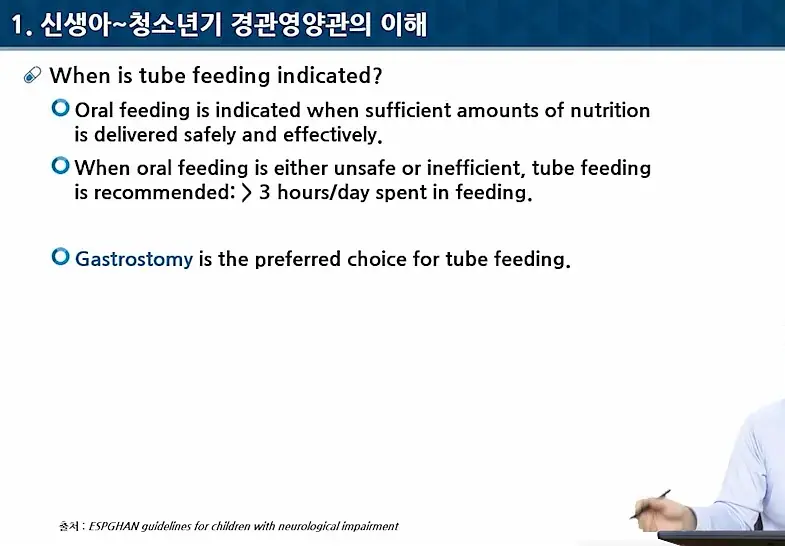 1. 신생아~청소년기 경관영양관의 이해
When is tube feeding indicated?
Oral feeding is indicated when sufficient amounts of nutrition
is delivered safely and effectively.
When oral feeding is either unsafe or inefficient, tube feeding
is recommended: > 3 hours/day spent in feeding.
Gastrostomy is the preferred choice for tube feeding.
출처 : ESPGHAN guidelines for children with neurological impairment